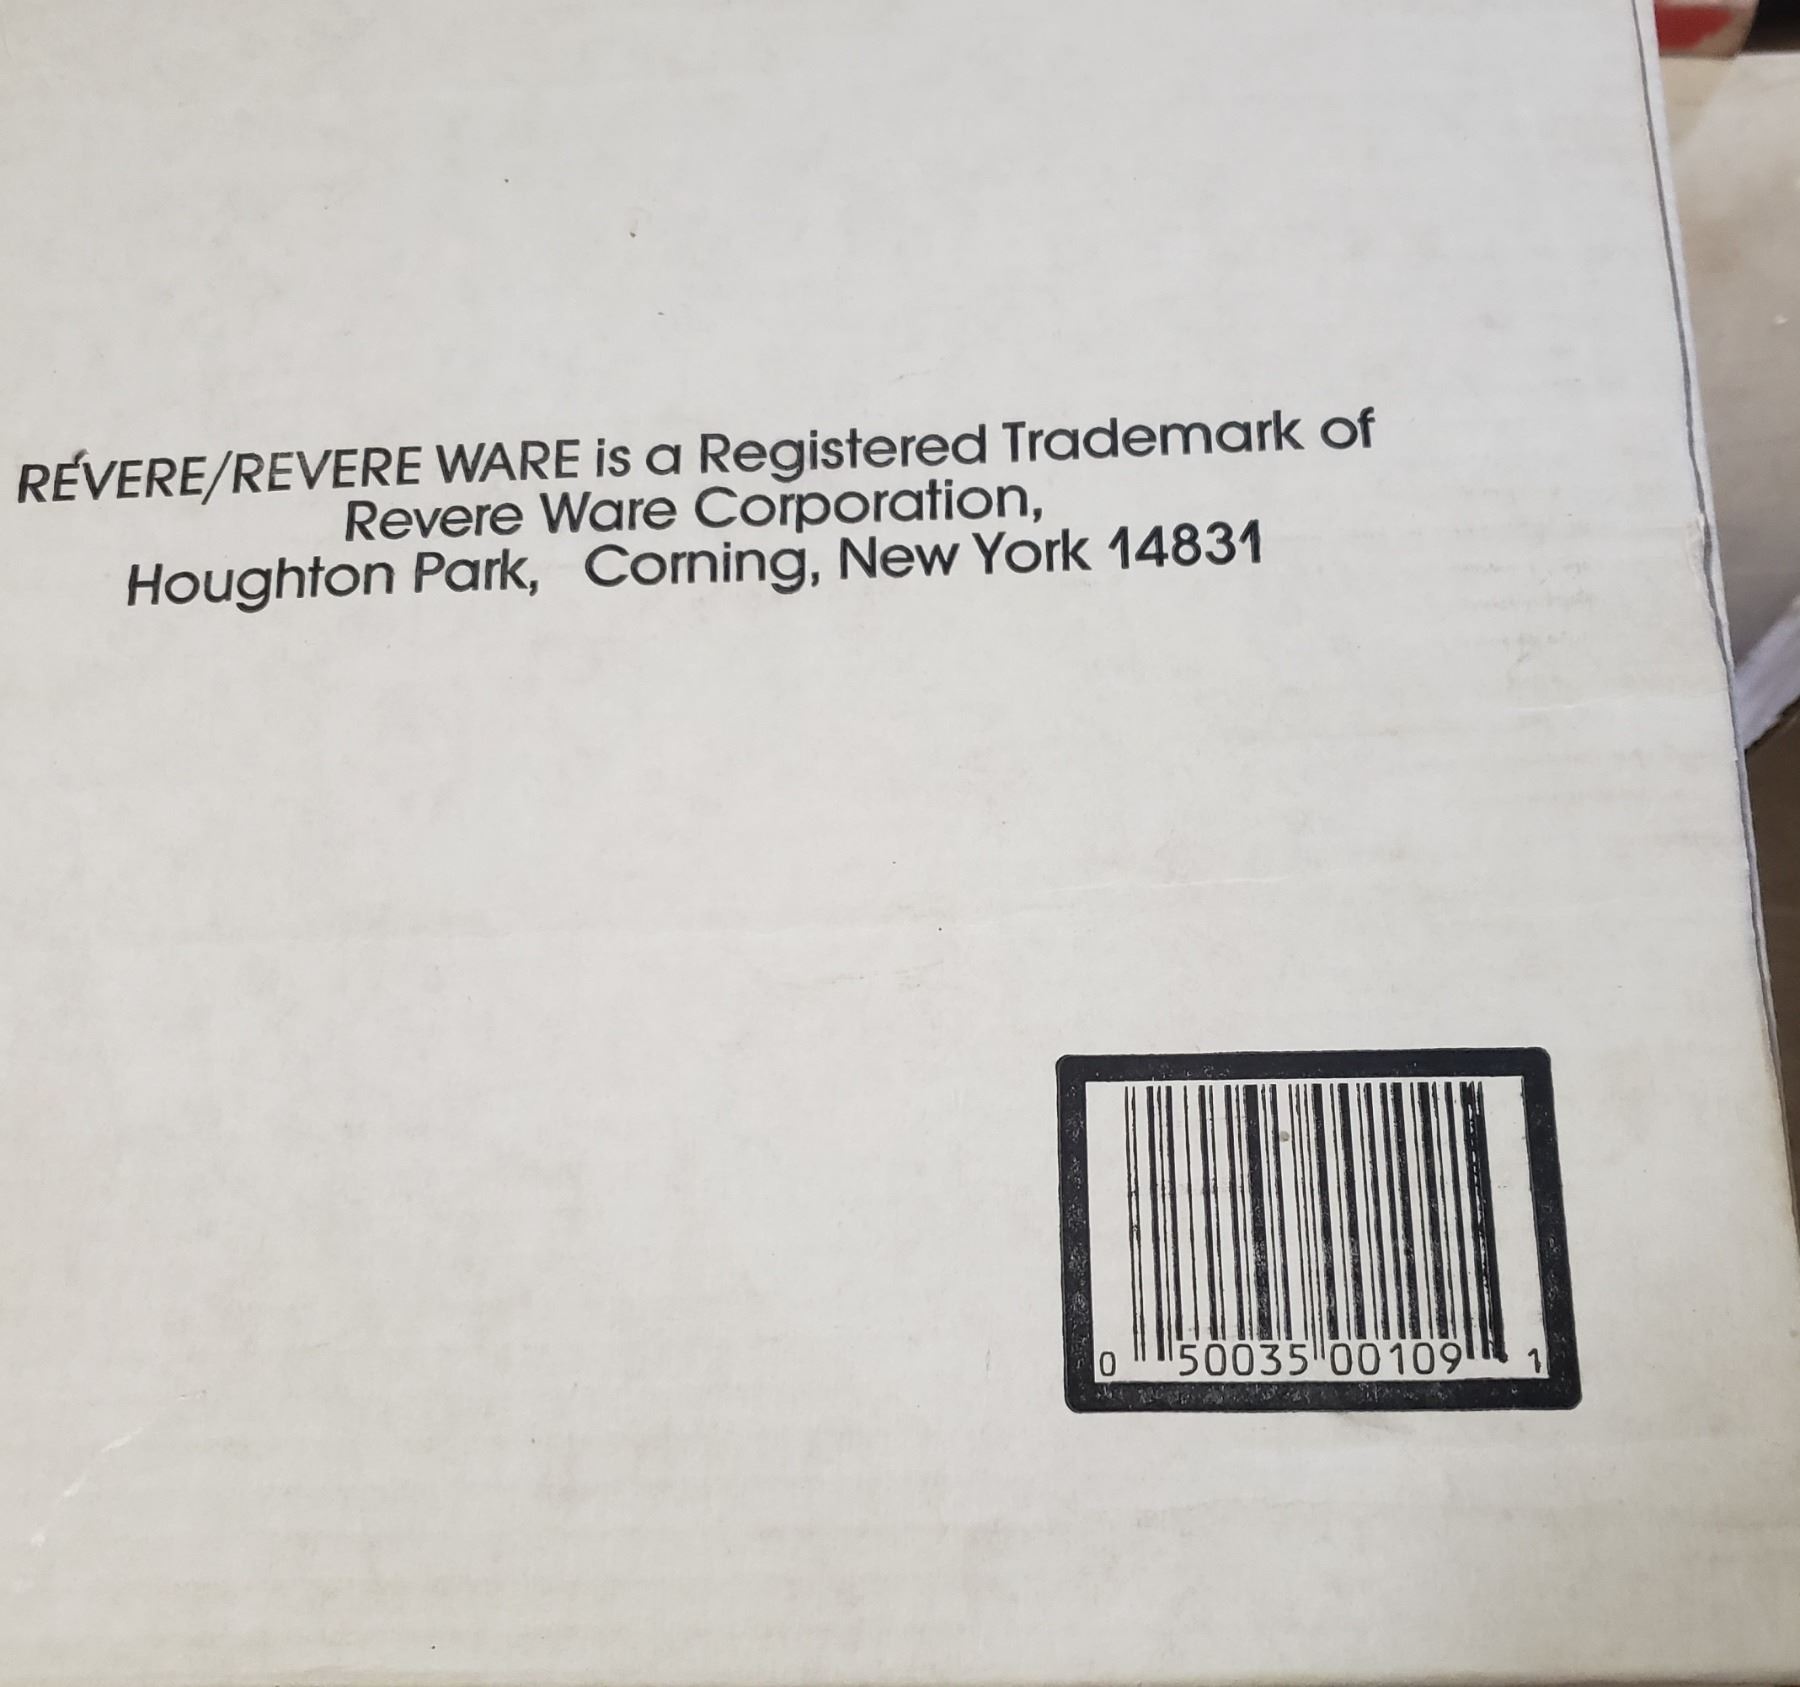 REVERE/REVERE WARE is a Registered Trademark of
Revere Ware Corporation,
Houghton Park, Corning, New York 14831
0 50035 00109 1